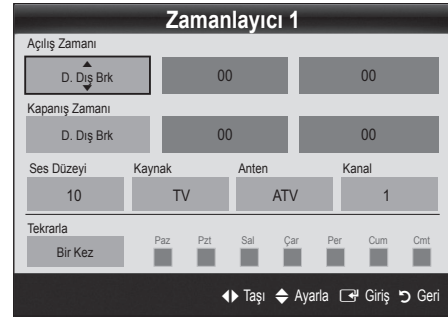 Zamanlayıcı 1
Açılış Zamanı
D. Dış Brk 00 00
Kapanış Zamanı
D. Dış Brk 00 00
Ses Düzeyi Kaynak Anten Kanal
10 TV ATV 1
Tekrarla
Paz Pzt Sal Çar Per Cum Cmt
Bir Kez
Taşı Ayarla Giriş Geri